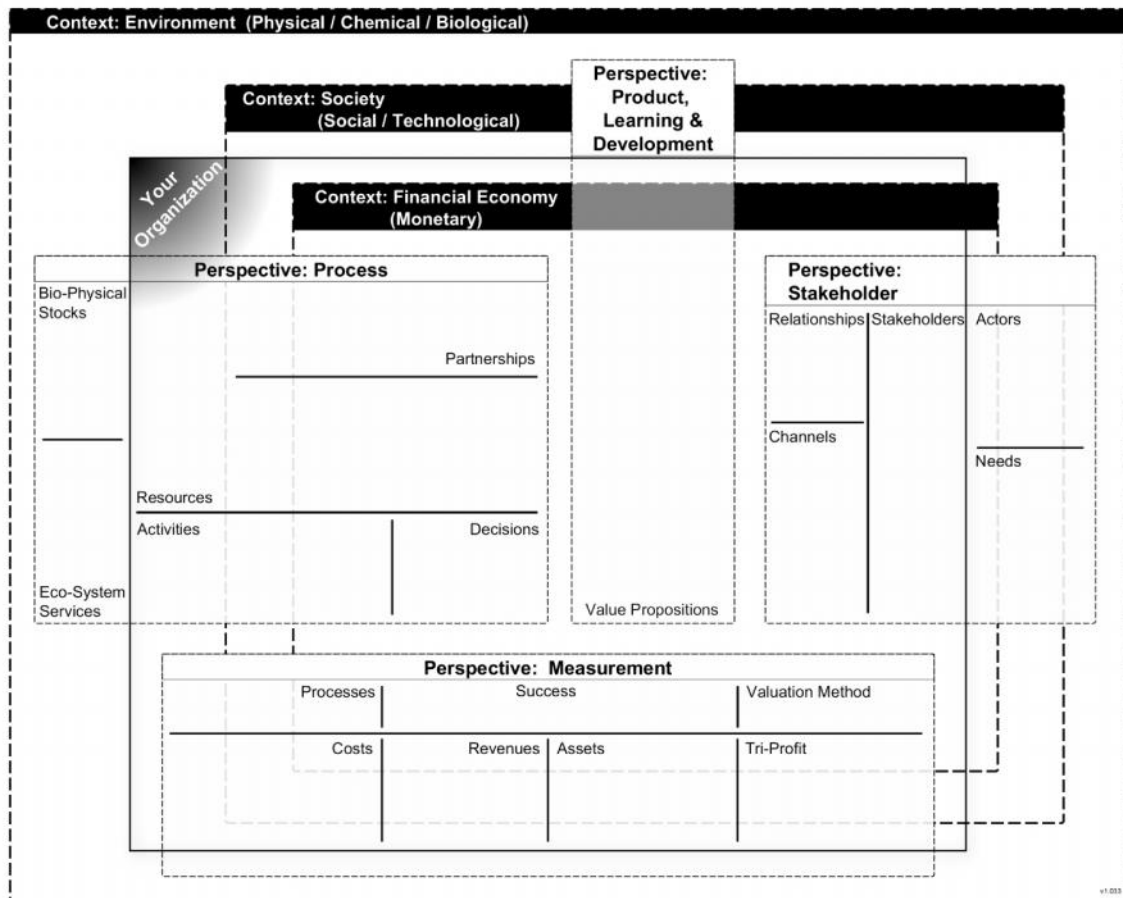 Context: Environment (Physical / Chemical / Biological)
Perspective:
Product,
Learning &
Development
Context: Society
(Social / Technological)
Your
Organization
Context: Financial Economy
(Monetary)
Perspective: Process
Bio-Physical
Stocks
Partnerships
Resources
Activities
Decisions
Eco-System
Services
Value Propositions
Perspective:
Stakeholder
Relationships
Stakeholders
Actors
Channels
Needs
Perspective: Measurement
Processes
Success
Valuation Method
Costs
Revenues
Assets
Tri-Profit
v1.033